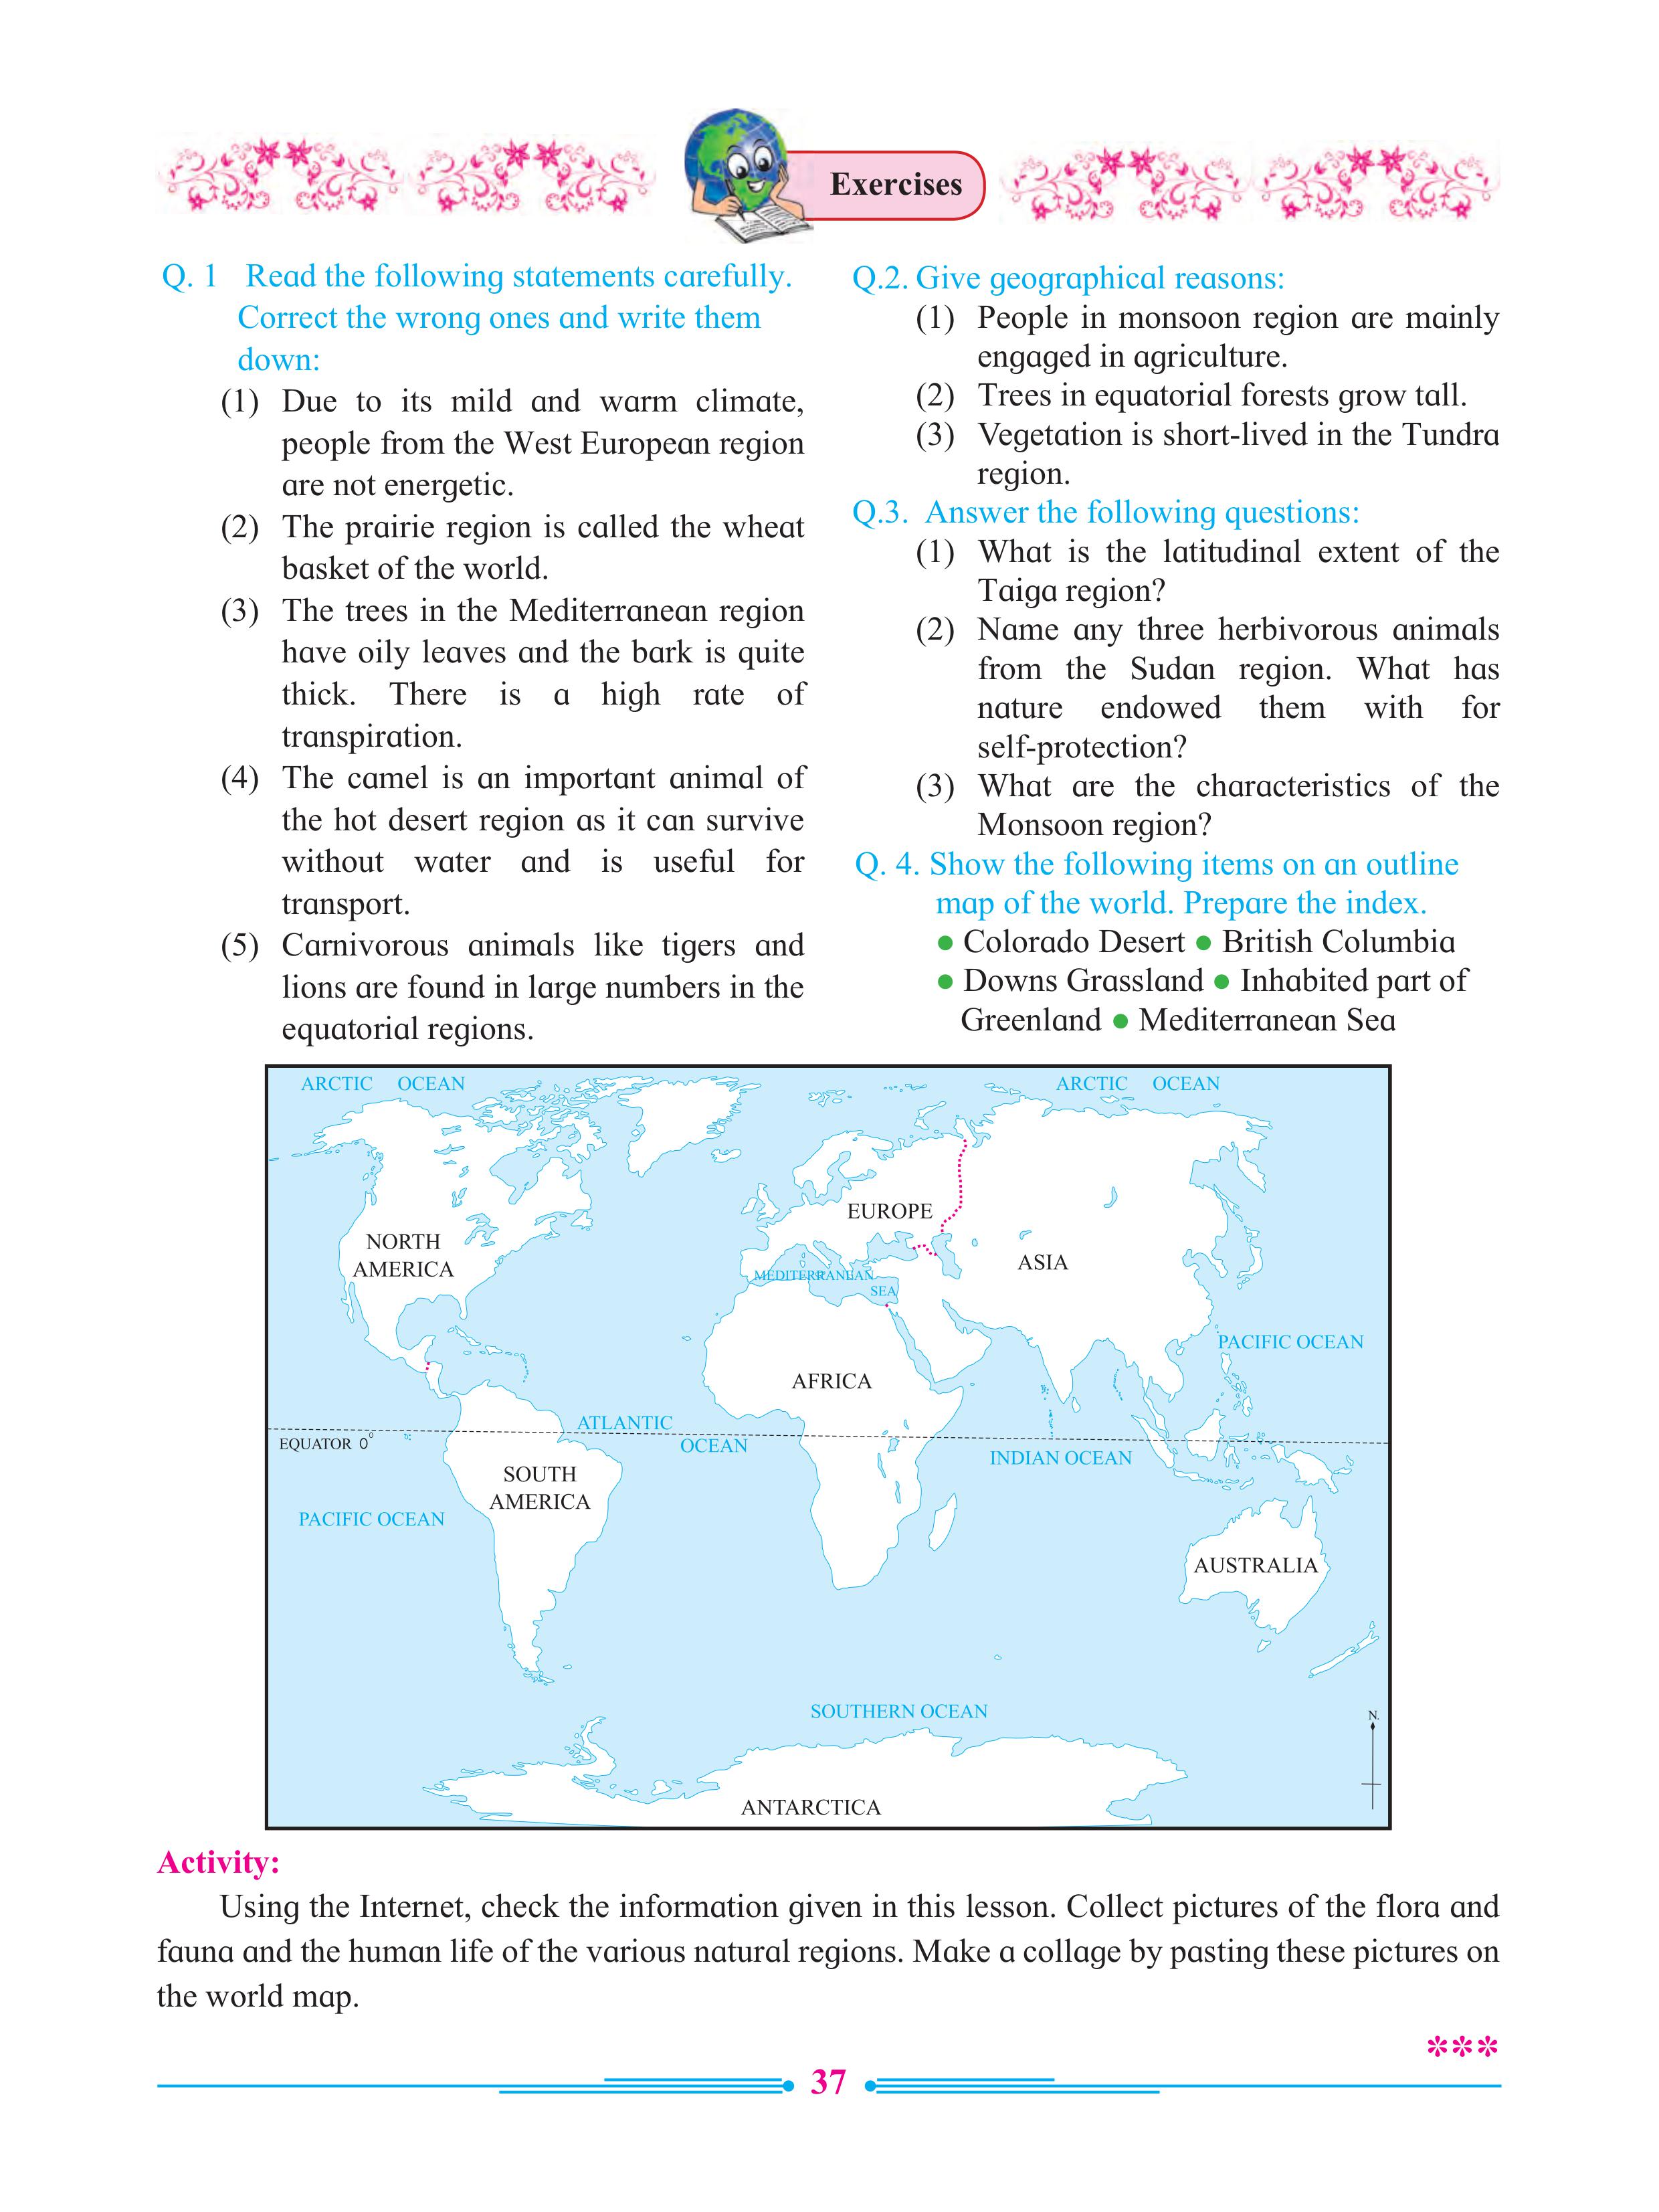 Exercises
Q. 1 Read the following statements carefully.
Correct the wrong ones and write them
down:
(1) Due to its mild and warm climate,
people from the West European region
are not energetic.
(2) The prairie region is called the wheat
basket of the world.
(3) The trees in the Mediterranean region
have oily leaves and the bark is quite
thick. There is a high rate of
transpiration.
(4) The camel is an important animal of
the hot desert region as it can survive
without water and is useful for
transport.
(5) Carnivorous animals like tigers and
lions are found in large numbers in the
equatorial regions.
Q.2. Give geographical reasons:
(1) People in monsoon region are mainly
engaged in agriculture.
(2) Trees in equatorial forests grow tall.
(3) Vegetation is short-lived in the Tundra
region.
Q.3. Answer the following questions:
(1) What is the latitudinal extent of the
Taiga region?
(2) Name any three herbivorous animals
from the Sudan region. What has
nature endowed them with for
self-protection?
(3) What are the characteristics of the
Monsoon region?
Q. 4. Show the following items on an outline
map of the world. Prepare the index.
● Colorado Desert ● British Columbia
● Downs Grassland ● Inhabited part of
Greenland ● Mediterranean Sea
ARCTIC OCEAN
ARCTIC OCEAN
EUROPE
NORTH
AMERICA
ASIA
MEDITERRANEAN
SEA
PACIFIC OCEAN
AFRICA
ATLANTIC
OCEAN
EQUATOR 0°
INDIAN OCEAN
SOUTH
AMERICA
PACIFIC OCEAN
AUSTRALIA
SOUTHERN OCEAN
N.
ANTARCTICA
Activity:
Using the Internet, check the information given in this lesson. Collect pictures of the flora and
fauna and the human life of the various natural regions. Make a collage by pasting these pictures on
the world map.
***
37